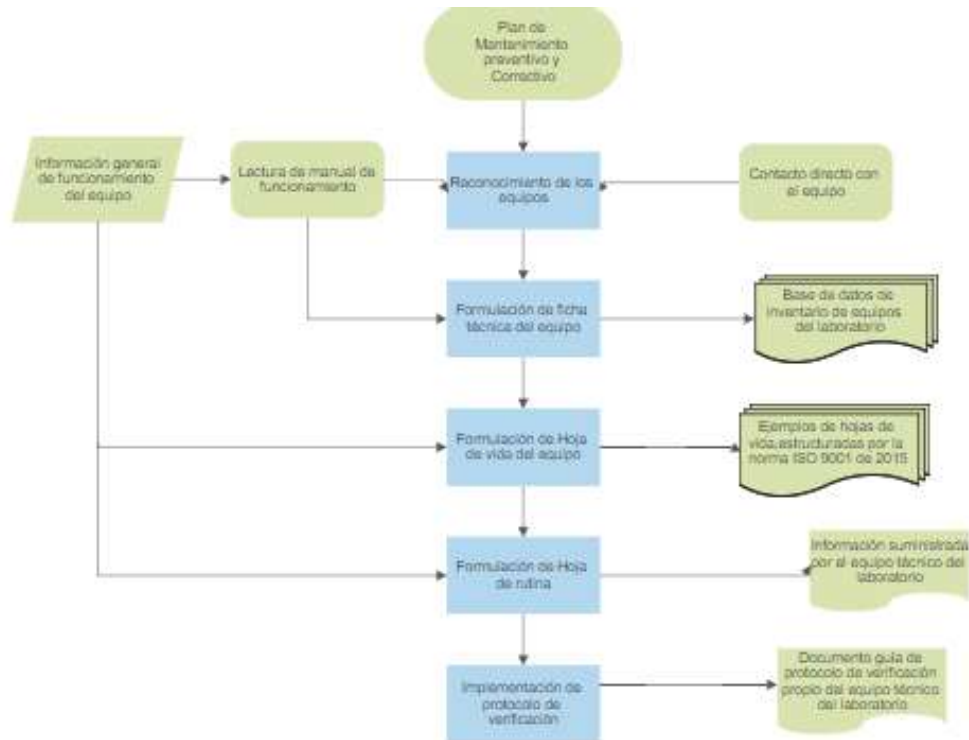 Plan de
Mantenimiento
preventivo y
Correctivo
Información general
de funcionamiento
del equipo
Lectura de manual de
funcionamiento
Reconocimiento de los
equipos
Contacto directo con
el equipo
Formulación de ficha
técnica del equipo
Base de datos de
inventario de equipos
del laboratorio
Formulación de Hoja
de vida del equipo
Ejemplos de hojas de
vida estructuradas por la
norma ISO 9001 de 2015
Formulación de Hoja
de rutina
Información suministrada
por el equipo técnico del
laboratorio
Implementación de
protocolo de
verificación
Documento guía de
protocolo de verificación
propio del equipo técnico
del laboratorio